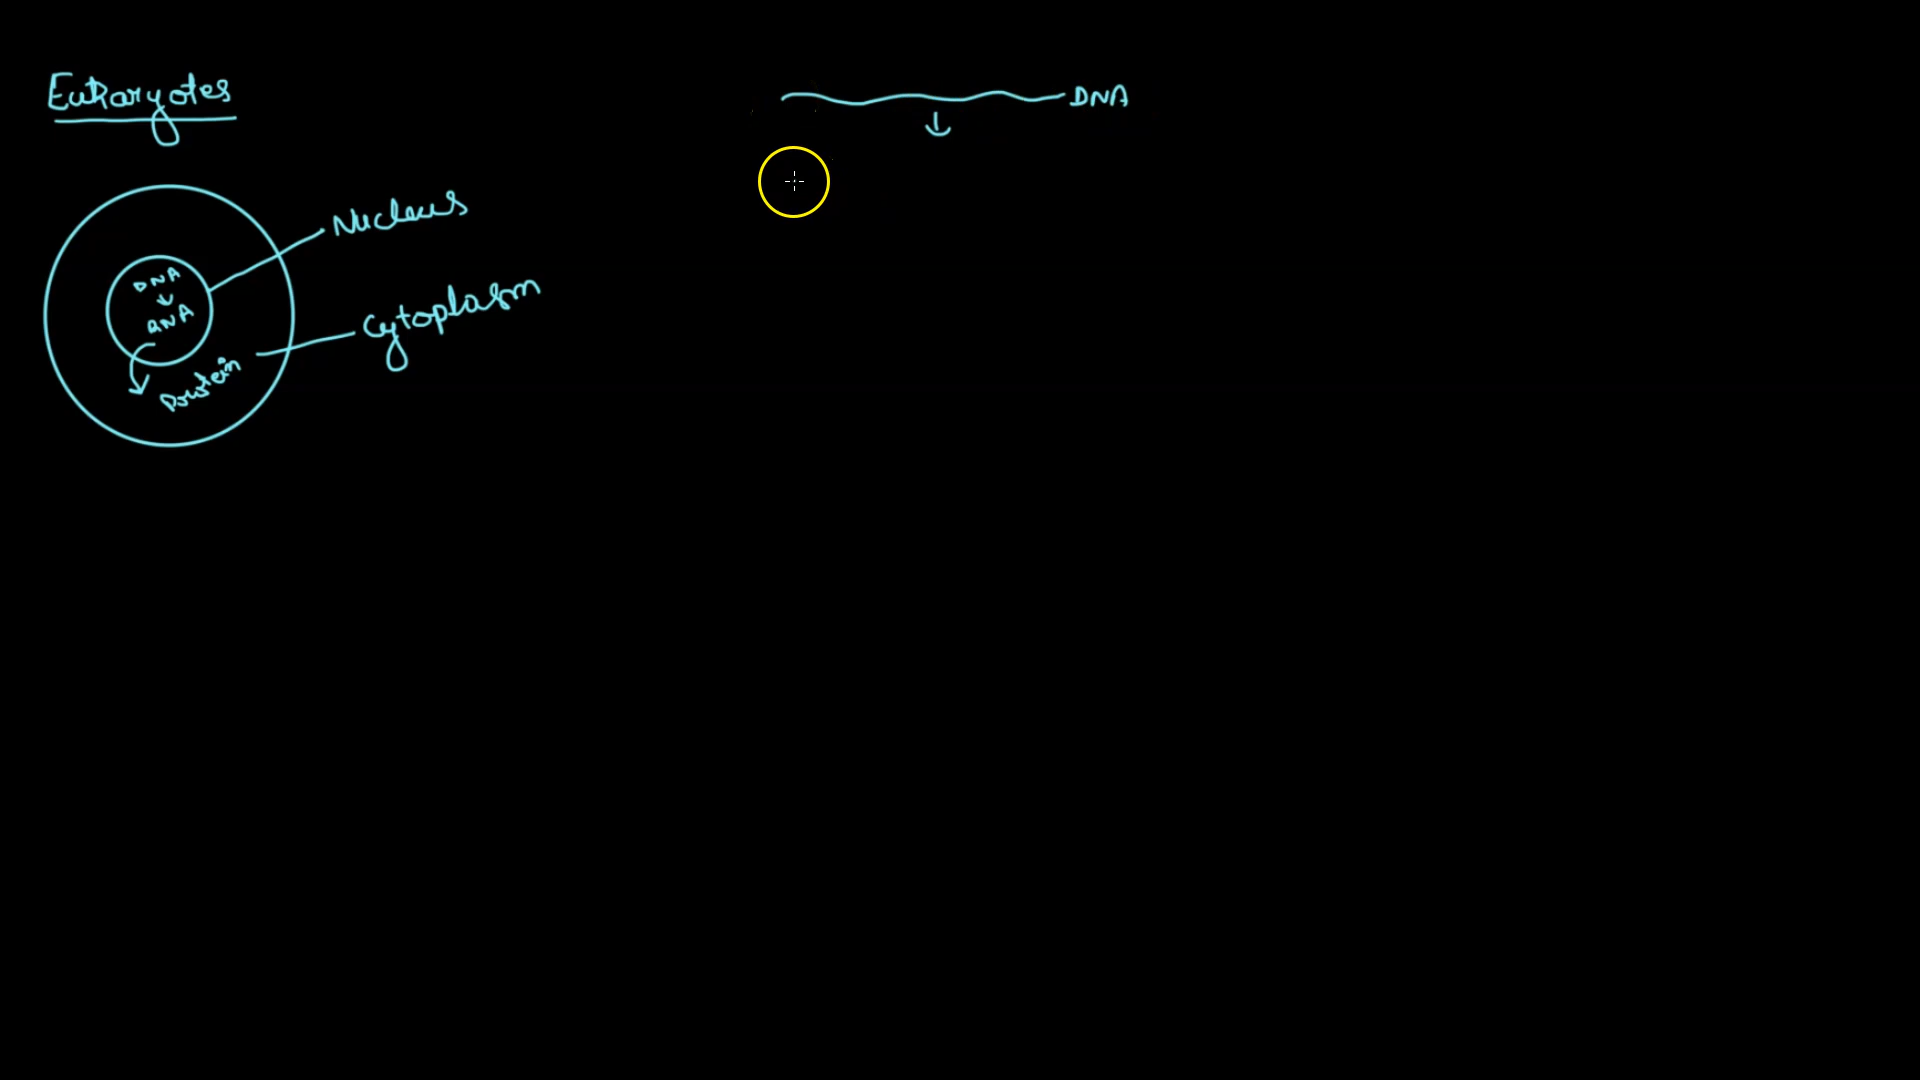 Eukaryotes
DNA
Nucleus
DNA
RNA
Cytoplasm
Protein